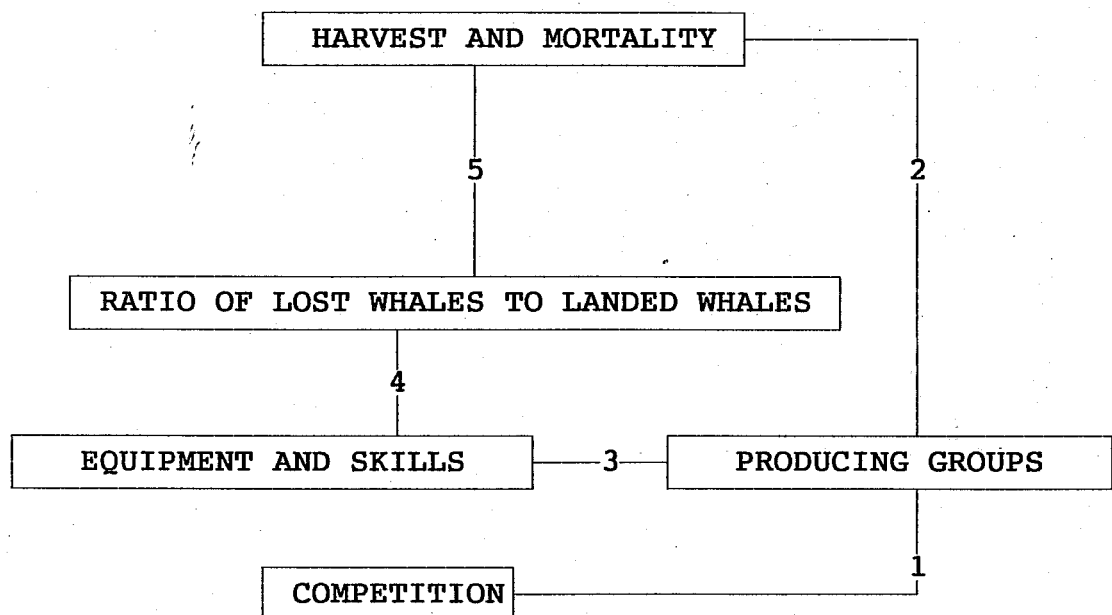 HARVEST AND MORTALITY
5
2
RATIO OF LOST WHALES TO LANDED WHALES
4
EQUIPMENT AND SKILLS
3
PRODUCING GROUPS
1
COMPETITION